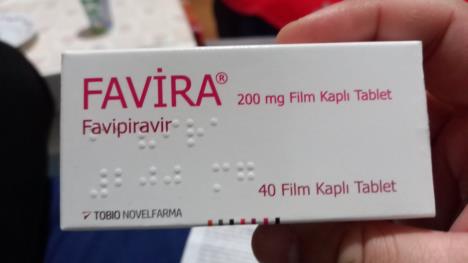 FAVİRA® 200 mg Film Kaplı Tablet
Favipiravir
40 Film Kaplı Tablet
TOBIO NOVELFARMA